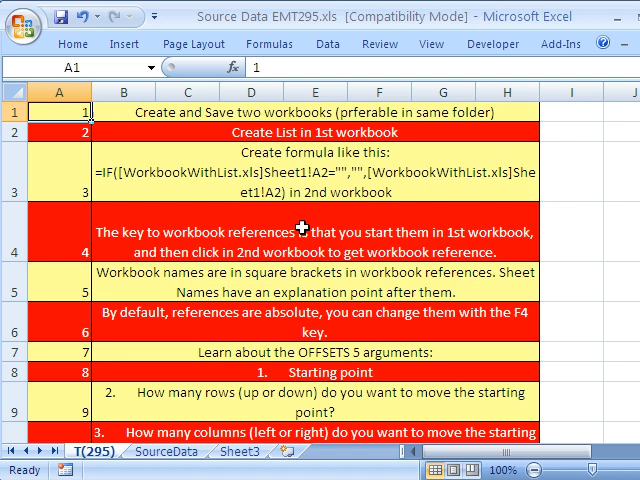 Source Data EMT295.xls [Compatibility Mode] - Microsoft Excel
Home Insert Page Layout Formulas Data Review View Developer Add-Ins
A1 fx 1
A B C D E F G H I J
1 1 Create and Save two workbooks (prferable in same folder)
2 2 Create List in 1st workbook
Create formula like this:
=IF([WorkbookWithList.xls]Sheet1!A2="","",[WorkbookWithList.xls]She
3 3 et1!A2) in 2nd workbook
The key to workbook references is that you start them in 1st workbook,
4 4 and then click in 2nd workbook to get workbook reference.
Workbook names are in square brackets in workbook references. Sheet
5 5 Names have an explanation point after them.
By default, references are absolute, you can change them with the F4
6 6 key.
7 7 Learn about the OFFSETS 5 arguments:
8 8 1. Starting point
2. How many rows (up or down) do you want to move the starting
9 9 point?
3. How many columns (left or right) do you want to move the starting
T(295) SourceData Sheet3
Ready 100%